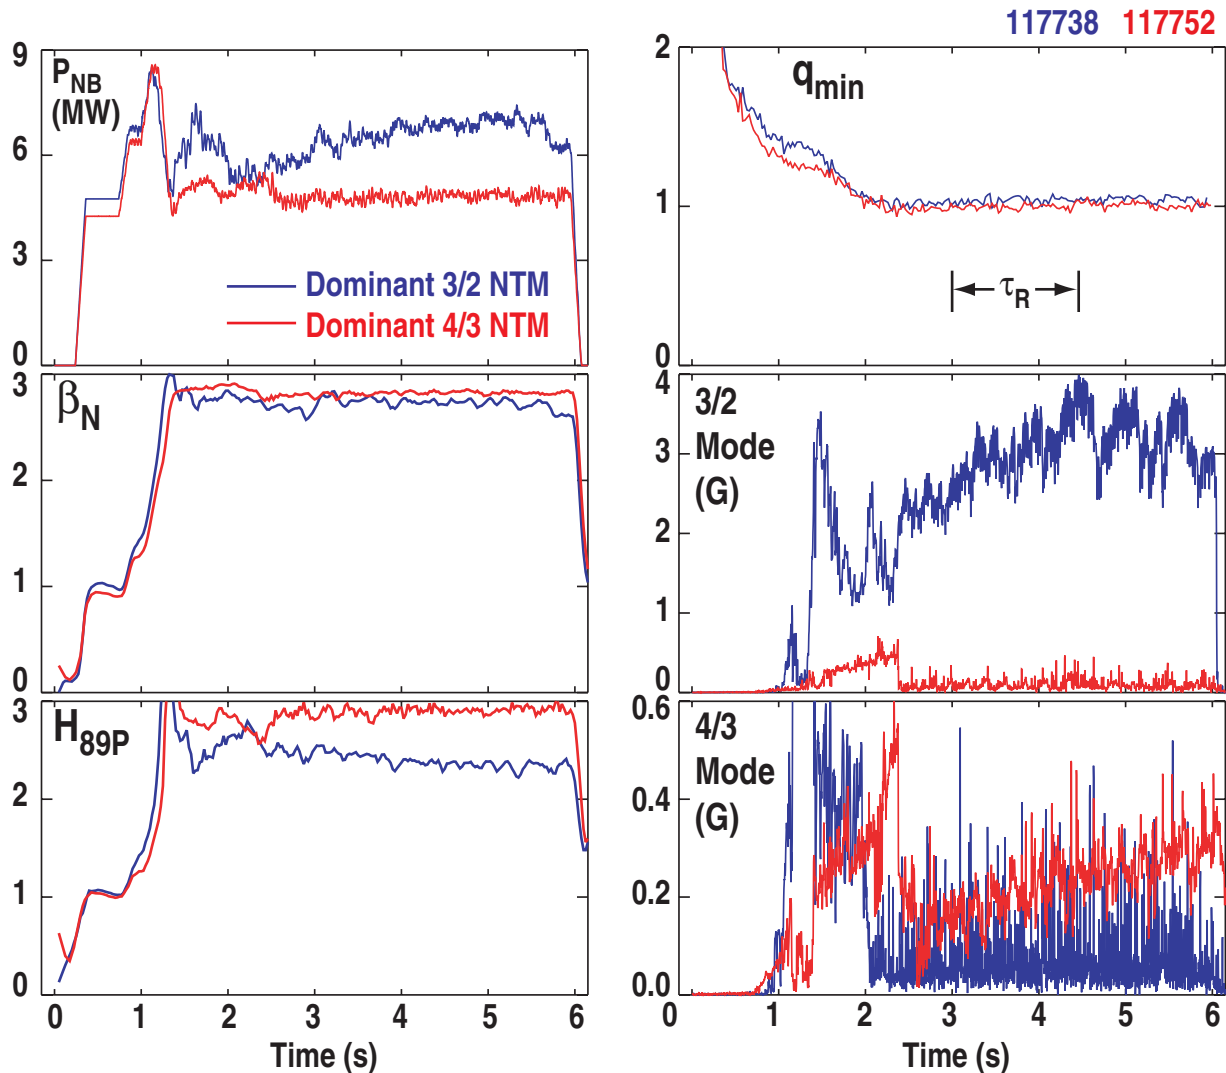 117738 117752
9
P_NB
(MW)
6
3
0
Dominant 3/2 NTM
Dominant 4/3 NTM
2
q_min
1
τ_R
0
3
β_N
2
1
0
4
3/2
Mode
(G)
3
2
1
0
3
H_89P
2
1
0
0 1 2 3 4 5 6
Time (s)
0.6
4/3
Mode
(G)
0.4
0.2
0.0
0 1 2 3 4 5 6
Time (s)